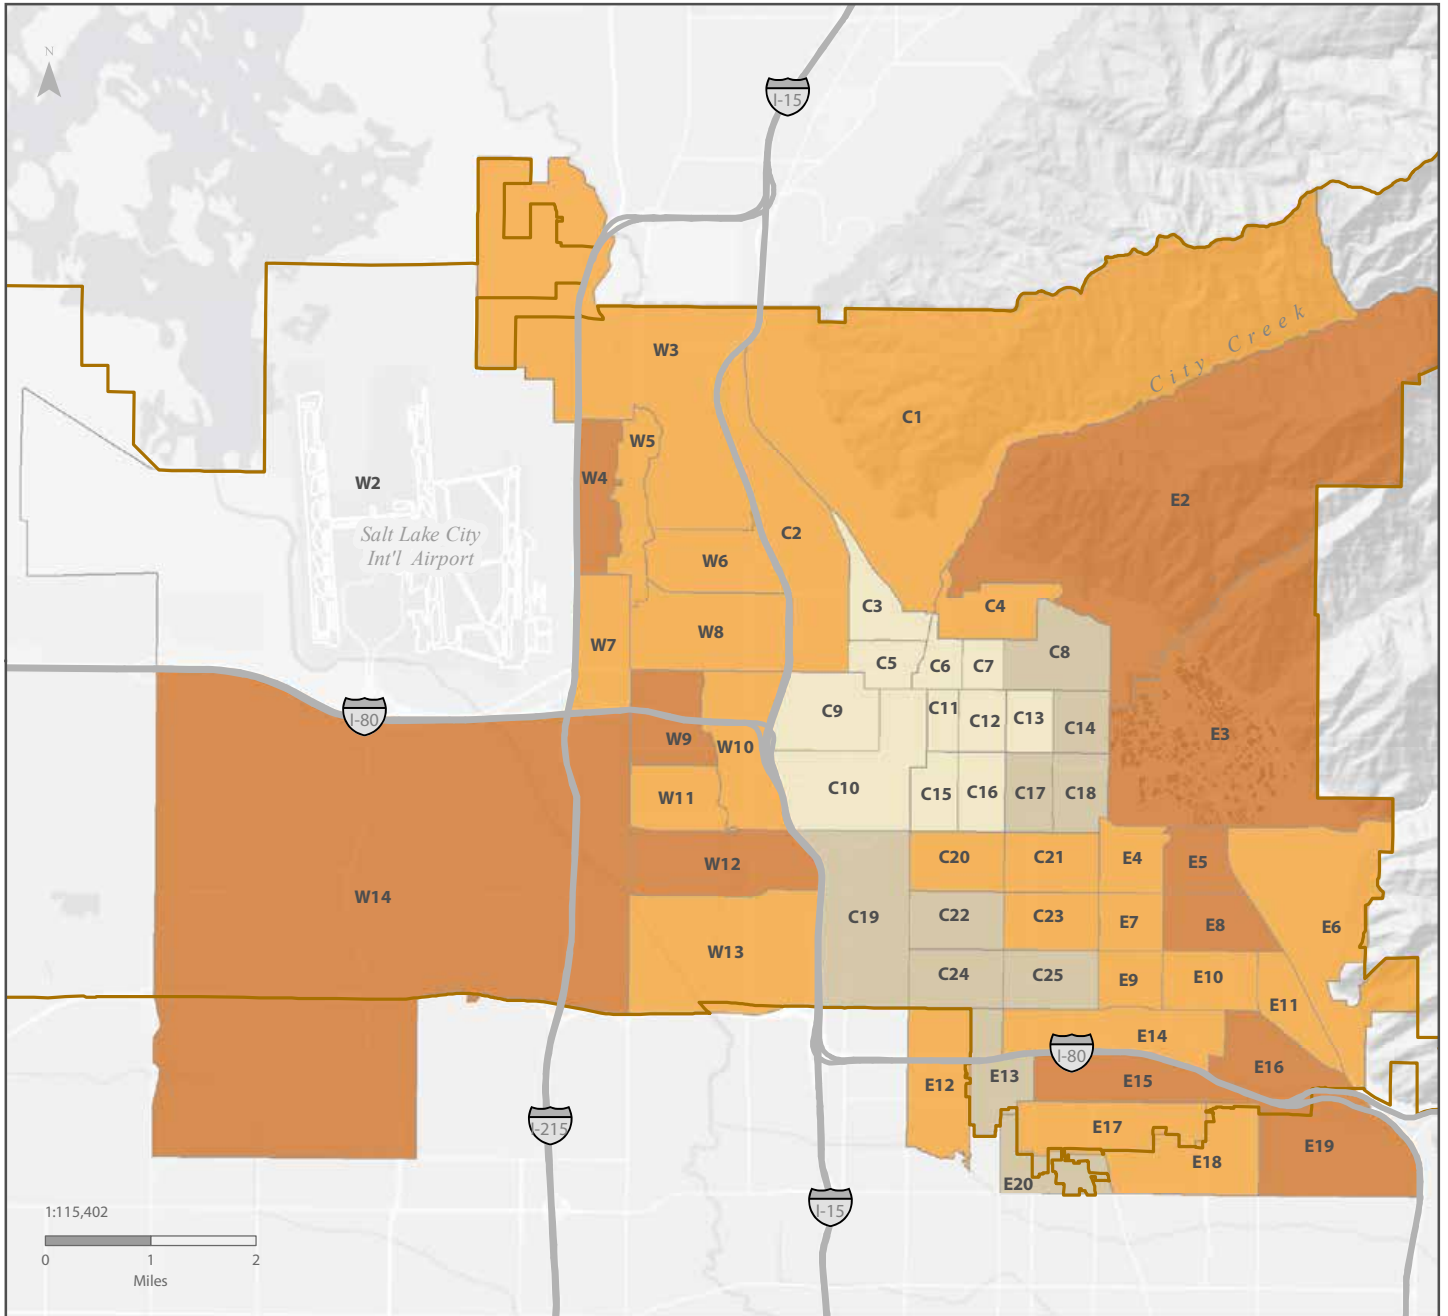 N
I-15
City Creek
W3
C1
W5
W4
W2
E2
Salt Lake City
Int'l Airport
C2
W6
C3
C4
W8
W7
C5
C6
C7
C8
I-80
C9
C11
C12
C13
C14
W9
W10
E3
C10
C15
C16
C17
C18
W11
W12
C20
C21
E4
E5
W14
C19
C22
C23
E7
E8
E6
W13
C24
C25
E9
E10
E11
E14
I-80
E12
E13
E15
E16
I-215
E17
E18
E19
E20
I-15
1:115,402
0 1 2
Miles